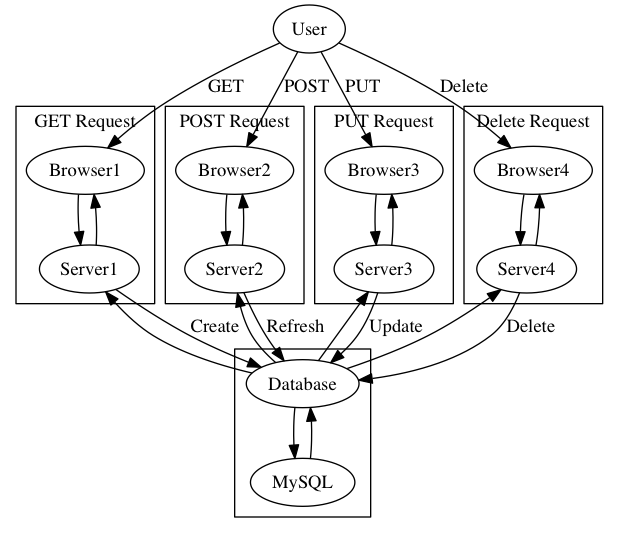 User
GET
POST
PUT
Delete
GET Request
POST Request
PUT Request
Delete Request
Browser1
Browser2
Browser3
Browser4
Server1
Server2
Server3
Server4
Create
Refresh
Update
Delete
Database
MySQL